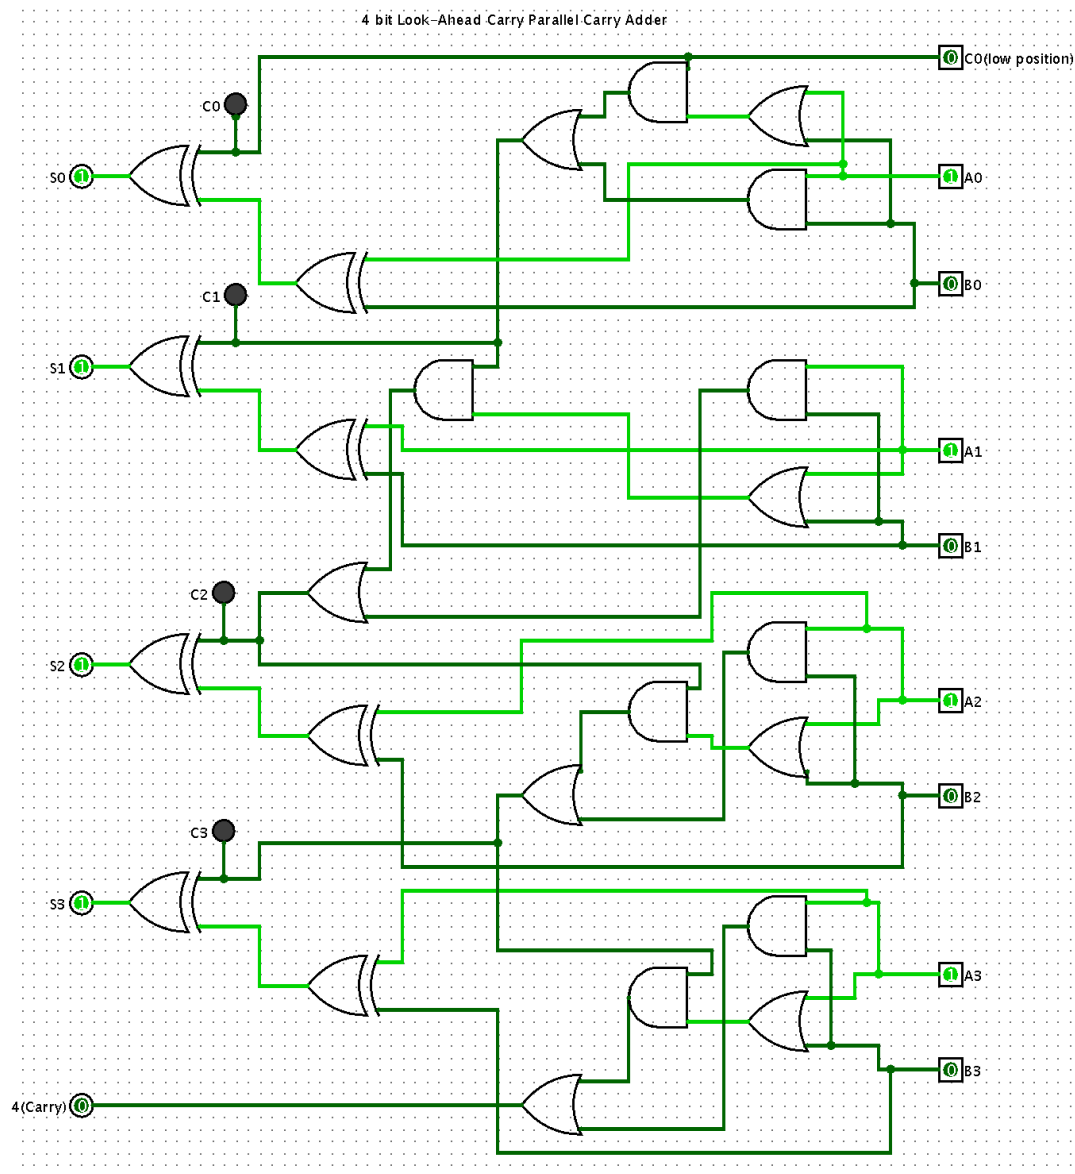 4 bit Look-Ahead Carry Parallel Carry Adder
0 C0(low position)
C0
S0 1
1 A0
0 B0
C1
S1 1
1 A1
0 B1
C2
S2 1
1 A2
0 B2
C3
S3 1
1 A3
0 B3
4(Carry) 0